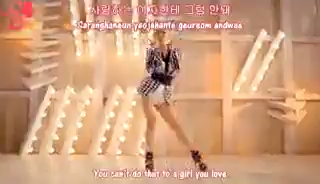 사랑하는 여자한테 그럼 안돼
Saranghaneun yeojahante geureom andwae
You can't do that to a girl you love